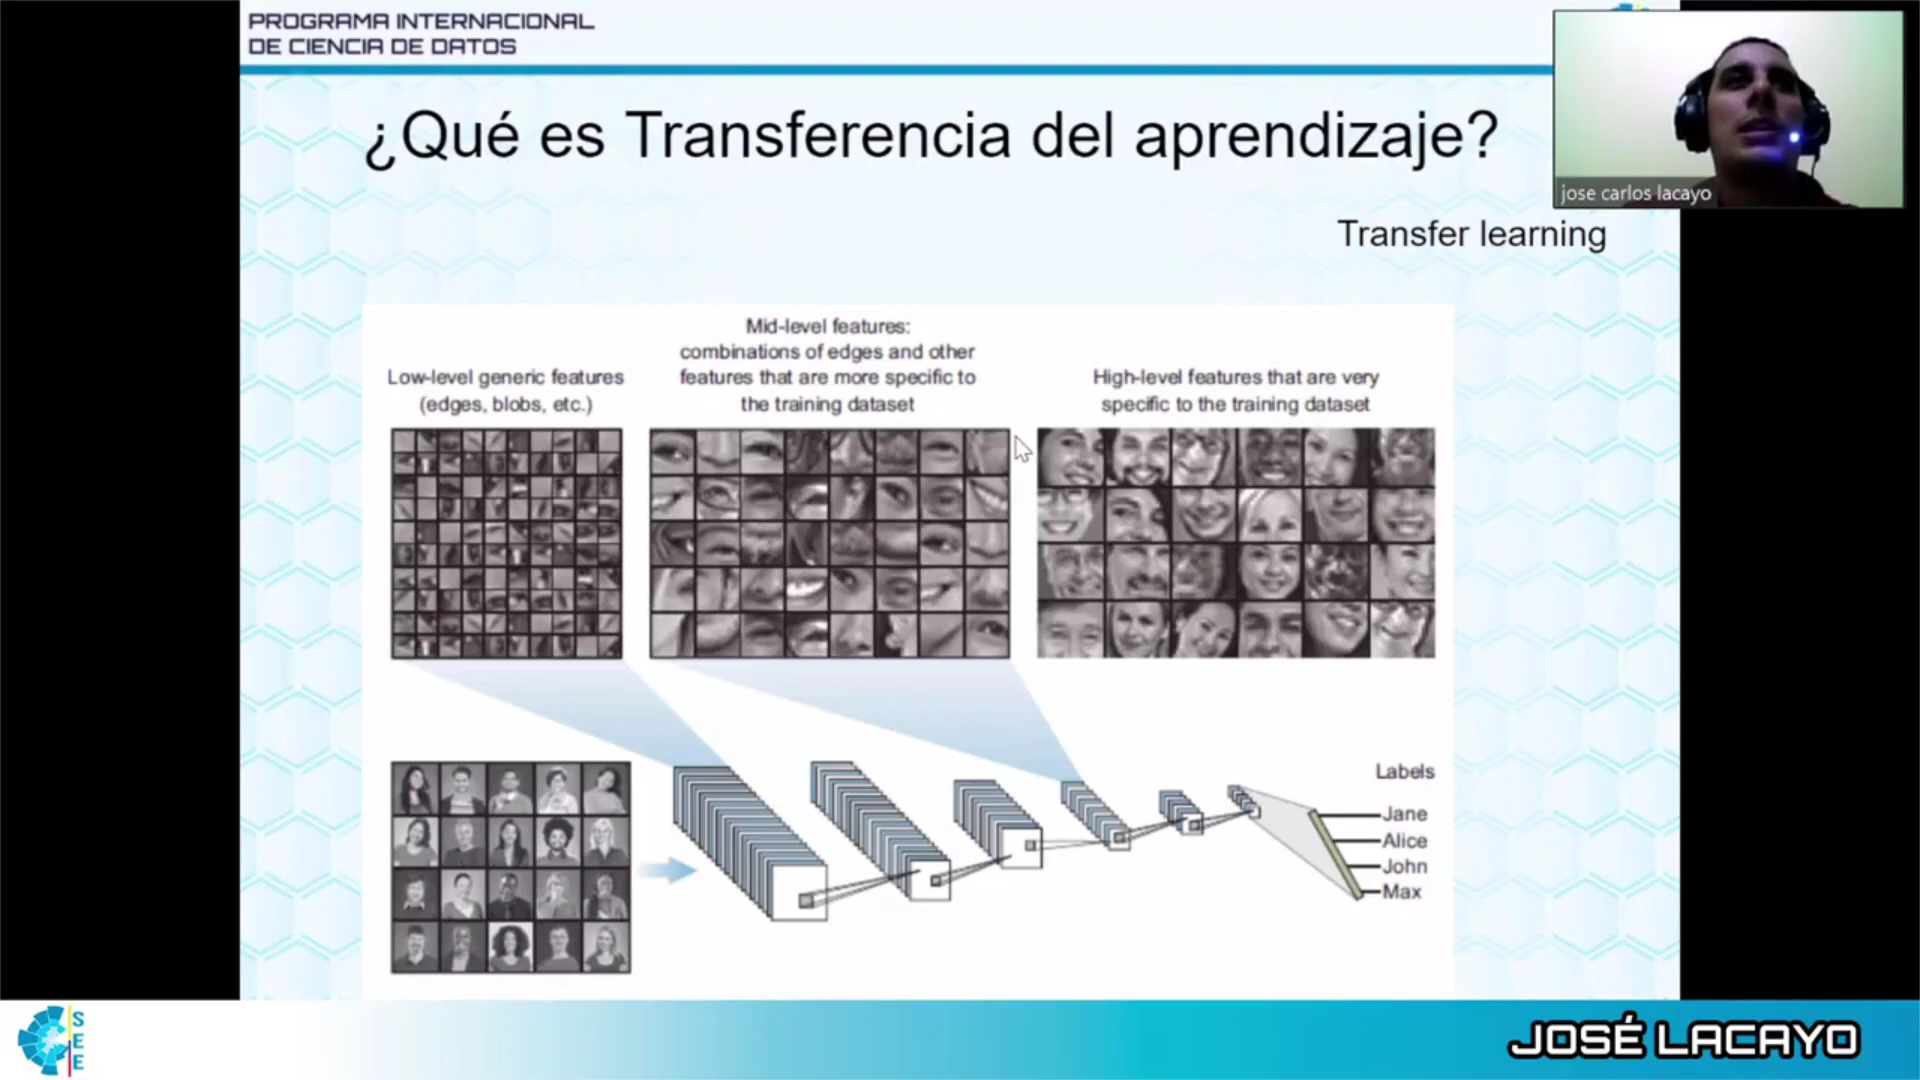 PROGRAMA INTERNACIONAL
DE CIENCIA DE DATOS
¿Qué es Transferencia del aprendizaje?
jose carlos lacayo
Transfer learning
Low-level generic features
(edges, blobs, etc.)
Mid-level features:
combinations of edges and other
features that are more specific to
the training dataset
High-level features that are very
specific to the training dataset
Labels
Jane
Alice
John
Max
SEE
JOSÉ LACAYO